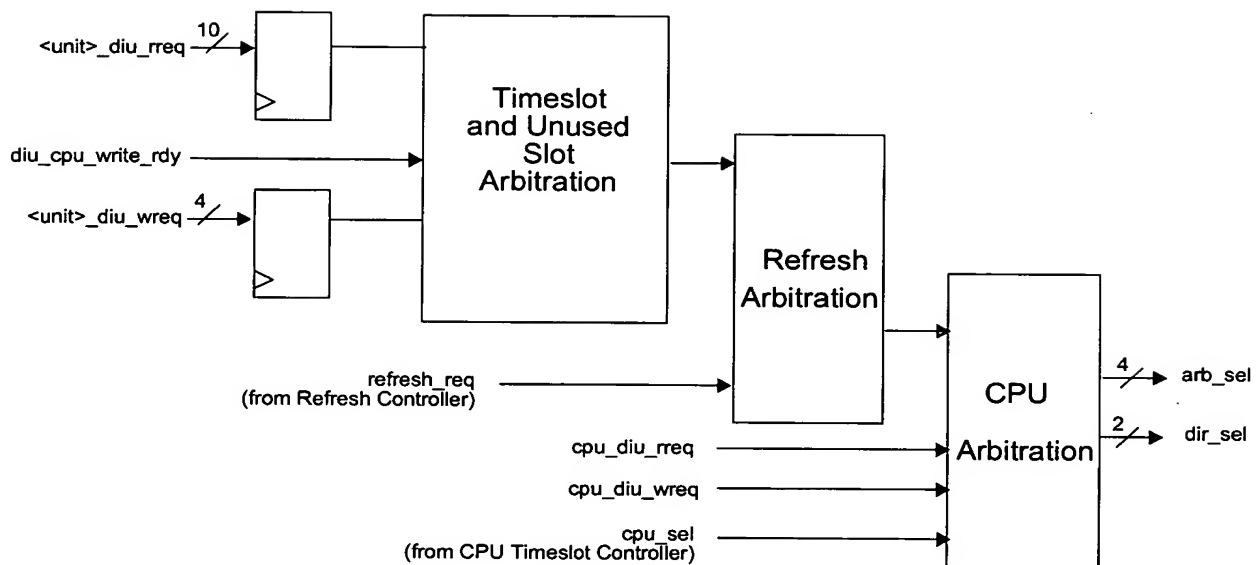 10
<unit>_diu_rreq
Timeslot
and Unused
Slot
Arbitration
diu_cpu_write_rdy
4
<unit>_diu_wreq
Refresh
Arbitration
refresh_req
(from Refresh Controller)
4
arb_sel
CPU
Arbitration
2
dir_sel
cpu_diu_rreq
cpu_diu_wreq
cpu_sel
(from CPU Timeslot Controller)